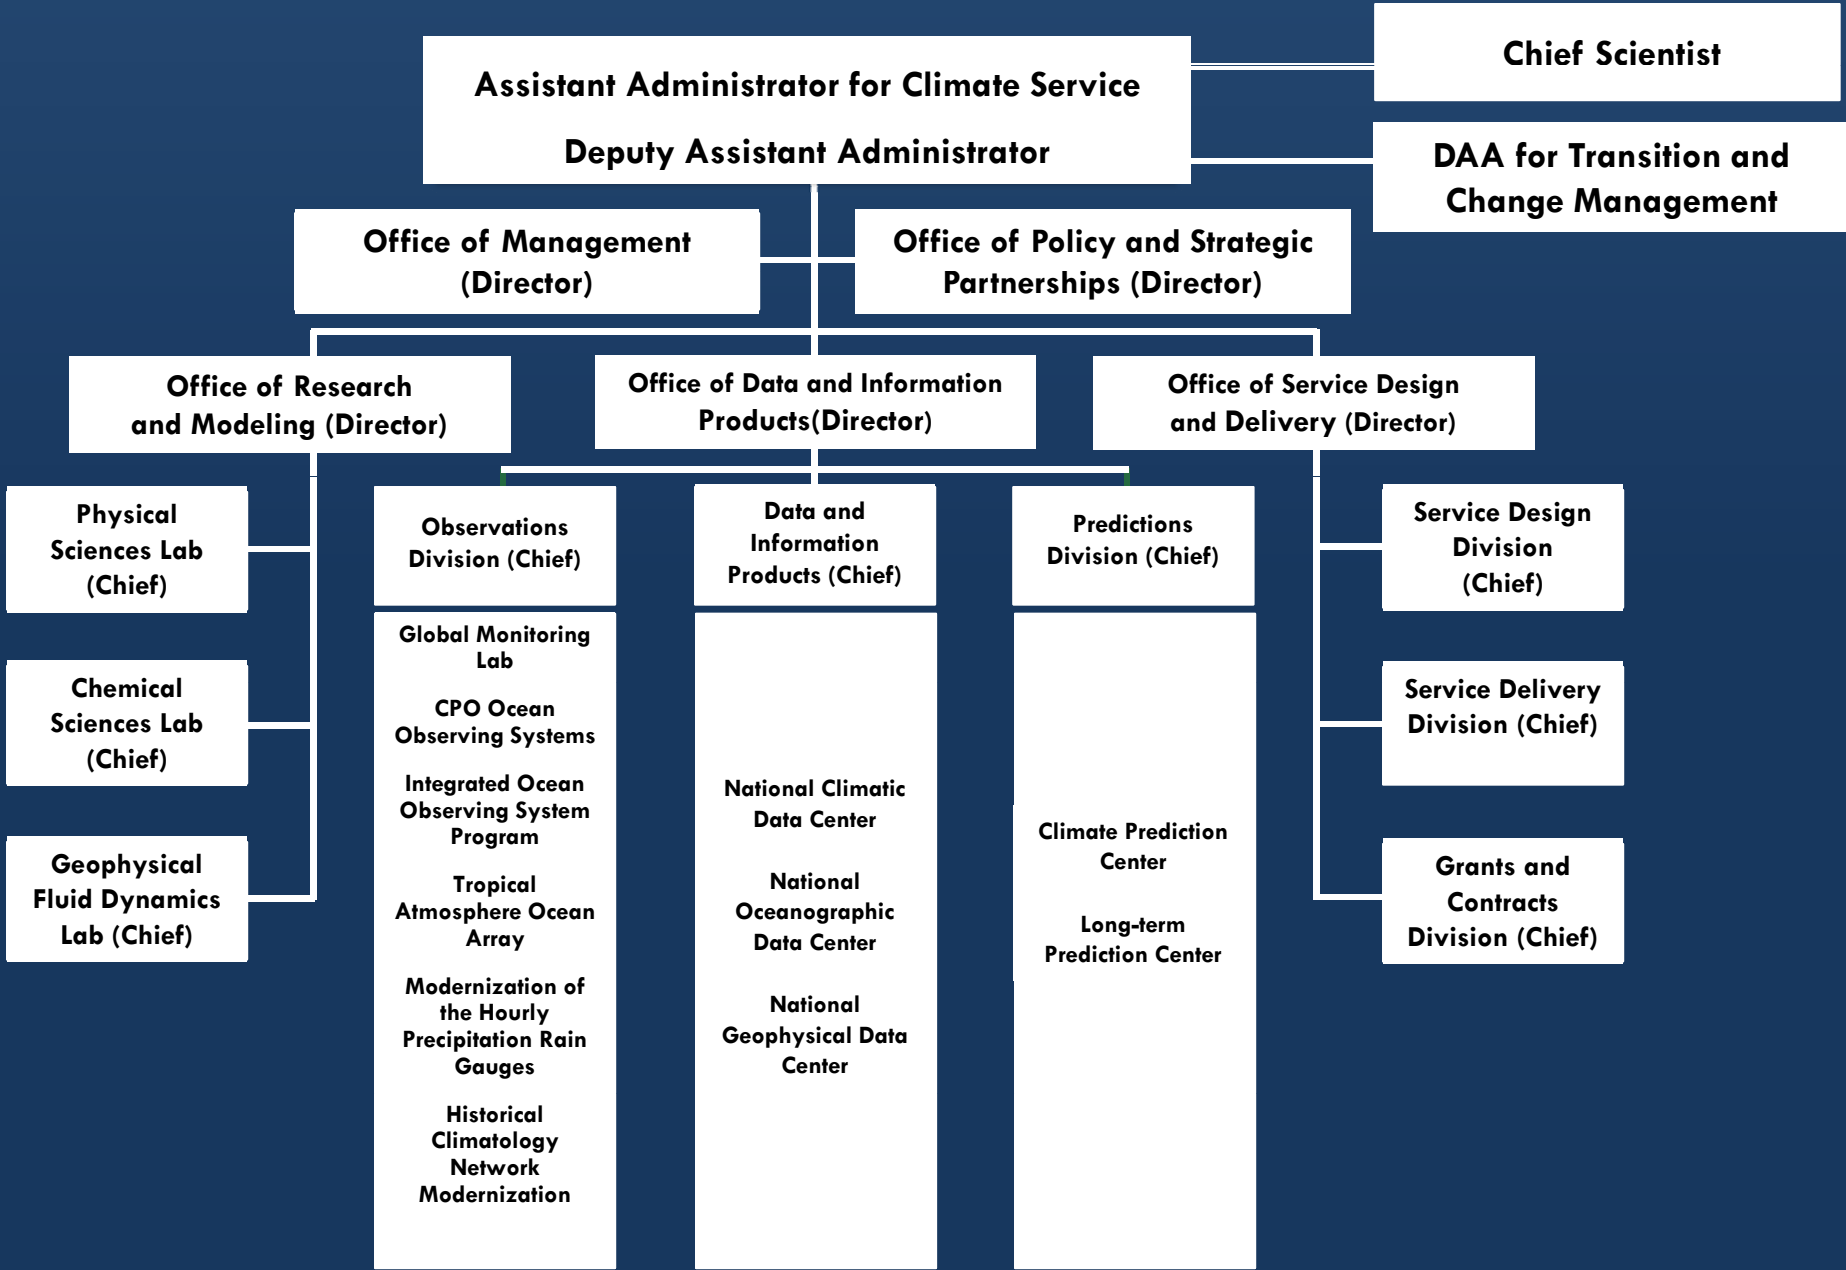 Chief Scientist
Assistant Administrator for Climate Service
Deputy Assistant Administrator
DAA for Transition and
Change Management
Office of Management
(Director)
Office of Policy and Strategic
Partnerships (Director)
Office of Research
and Modeling (Director)
Office of Data and Information
Products(Director)
Office of Service Design
and Delivery (Director)
Physical
Sciences Lab
(Chief)
Chemical
Sciences Lab
(Chief)
Geophysical
Fluid Dynamics
Lab (Chief)
Observations
Division (Chief)
Global Monitoring
Lab
CPO Ocean
Observing Systems
Integrated Ocean
Observing System
Program
Tropical
Atmosphere Ocean
Array
Modernization of
the Hourly
Precipitation Rain
Gauges
Historical
Climatology
Network
Modernization
Data and
Information
Products (Chief)
National Climatic
Data Center
National
Oceanographic
Data Center
National
Geophysical Data
Center
Predictions
Division (Chief)
Climate Prediction
Center
Long-term
Prediction Center
Service Design
Division
(Chief)
Service Delivery
Division (Chief)
Grants and
Contracts
Division (Chief)